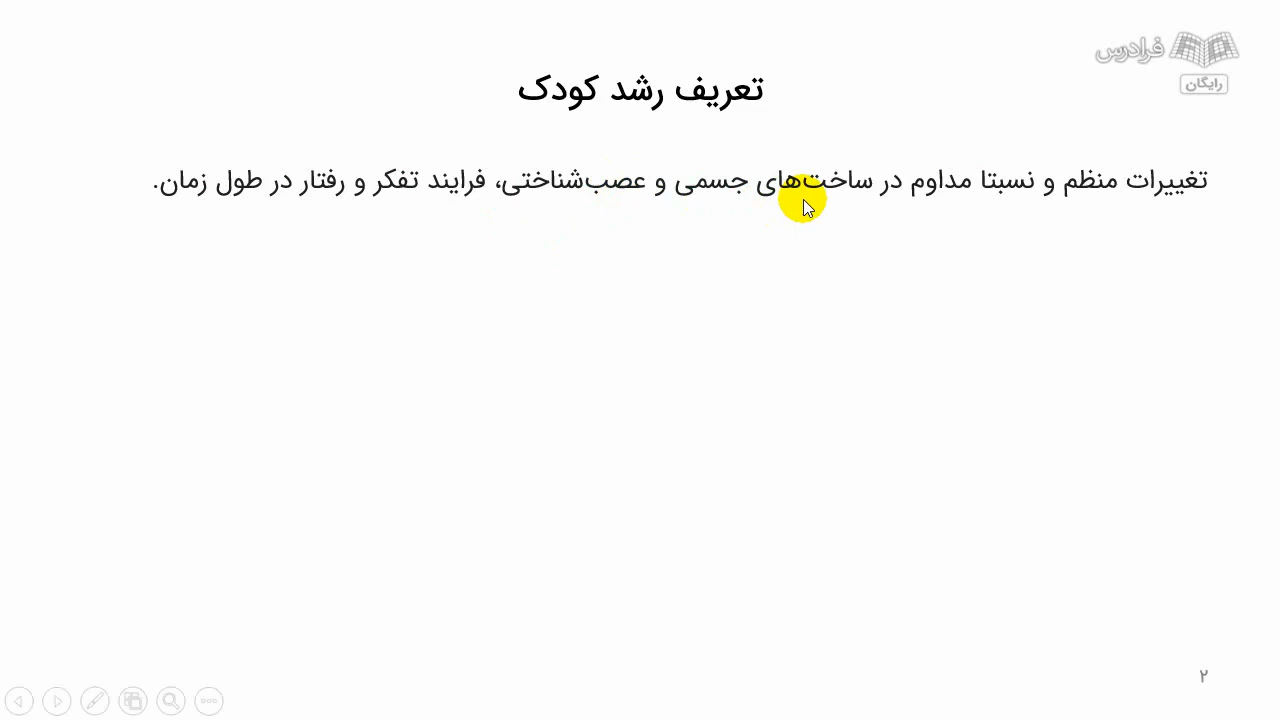 فرادرس
رایگان
تعریف رشد کودک
تغییرات منظم و نسبتا مداوم در ساخت‌های جسمی و عصب‌شناختی، فرایند تفکر و رفتار در طول زمان.
۲